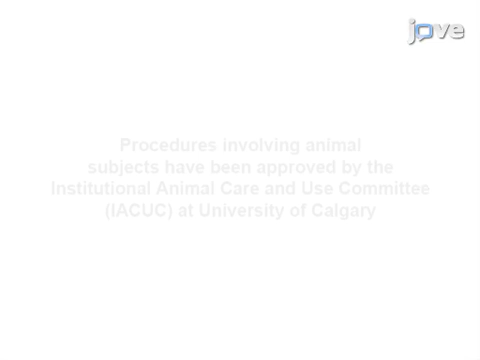 jove
Procedures involving animal
subjects have been approved by the
Institutional Animal Care and Use Committee
(IACUC) at University of Calgary